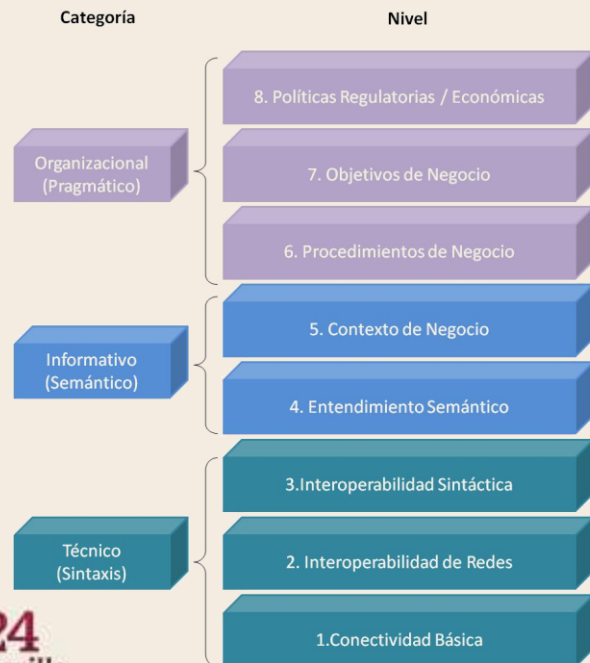 Categoría
Nivel
8. Políticas Regulatorias / Económicas
Organizacional
(Pragmático)
7. Objetivos de Negocio
6. Procedimientos de Negocio
5. Contexto de Negocio
Informativo
(Semántico)
4. Entendimiento Semántico
3.Interoperabilidad Sintáctica
Técnico
(Sintaxis)
2. Interoperabilidad de Redes
1.Conectividad Básica
24